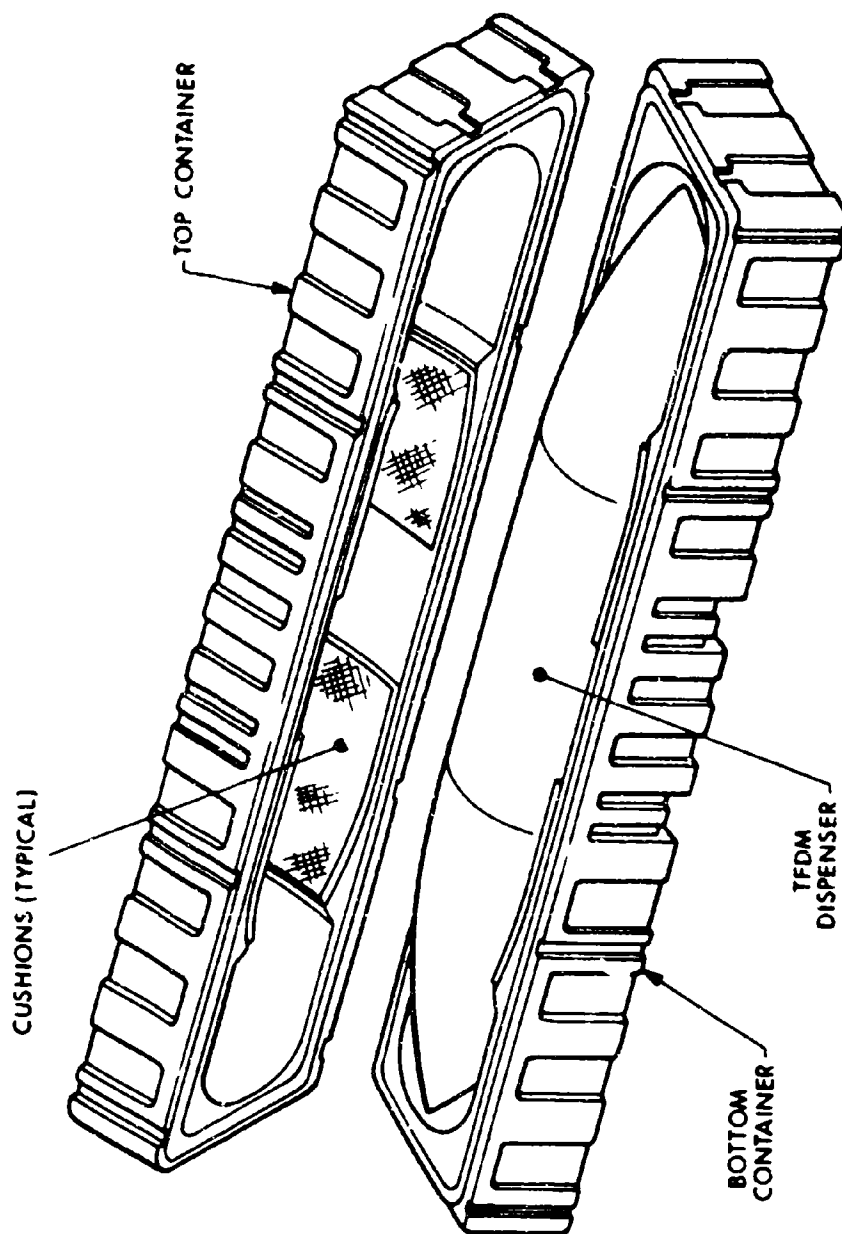 CUSHIONS (TYPICAL)
TOP CONTAINER
BOTTOM
CONTAINER
TFDM
DISPENSER